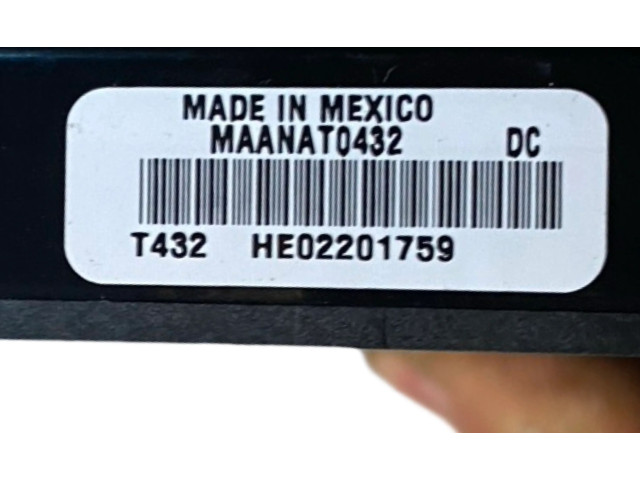 MADE IN MEXICO
MAANAT0432 DC
T432 HE02201759